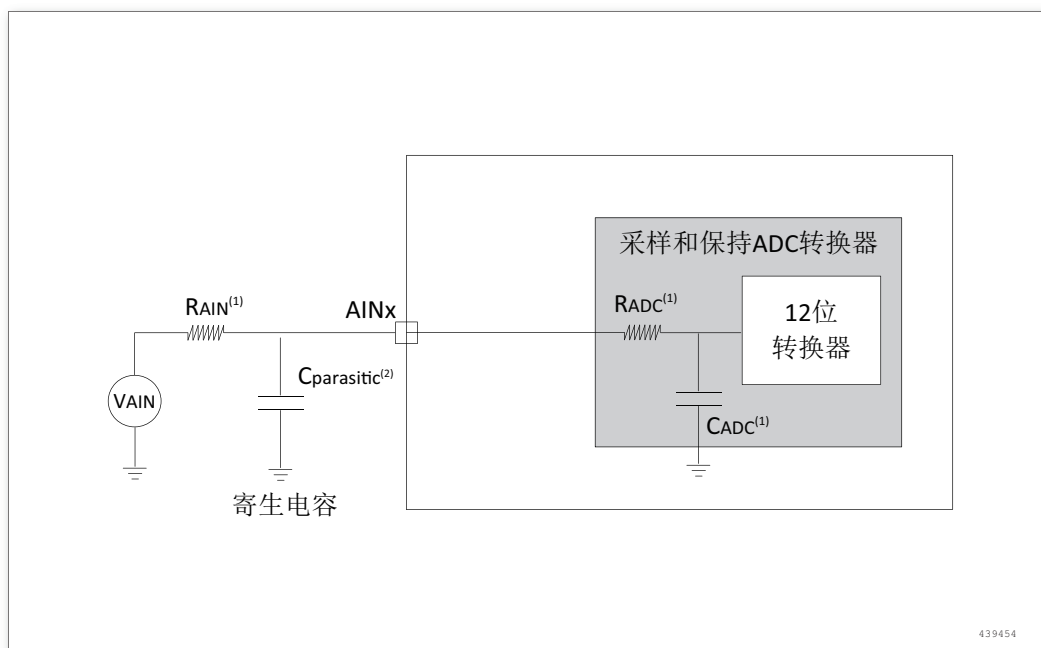 采样和保持ADC转换器
RAIN(1)
AINx
RADC(1)
12位
转换器
VAIN
Cparasitic(2)
CADC(1)
寄生电容
439454